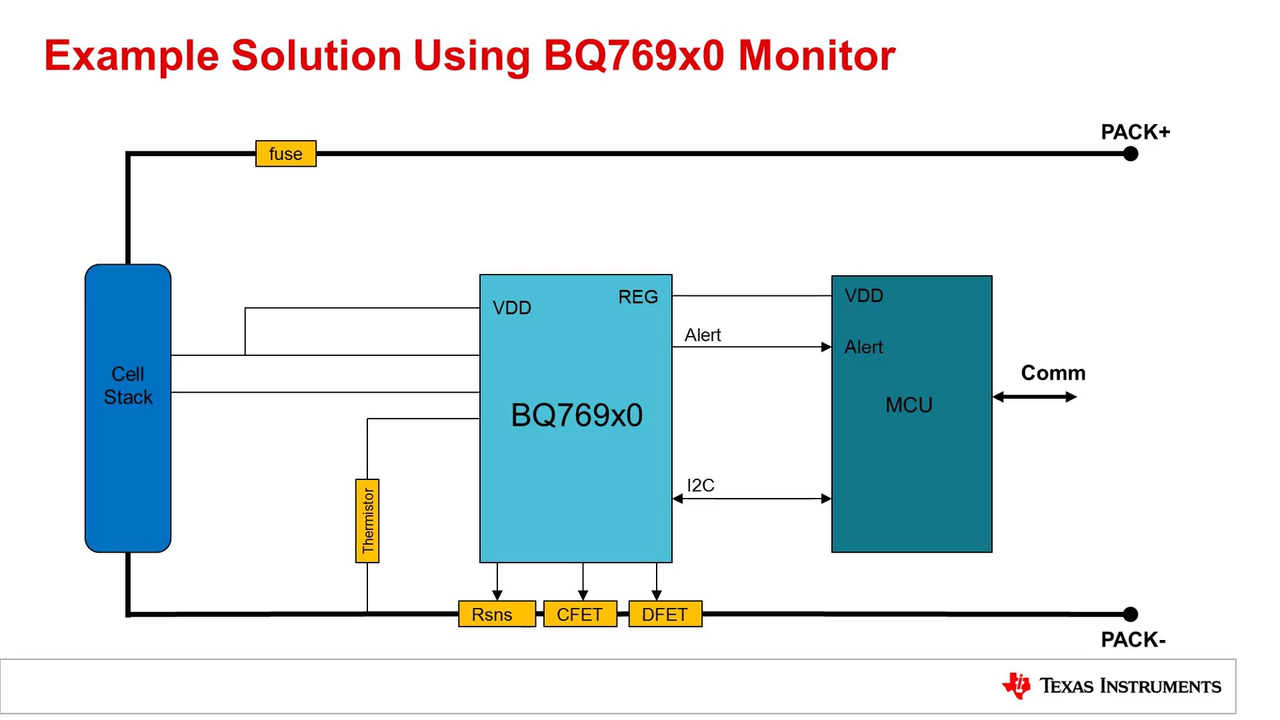 Example Solution Using BQ769x0 Monitor
PACK+
fuse
VDD
REG
VDD
Alert
Alert
Cell
Stack
BQ769x0
MCU
Comm
I2C
Thermistor
Rsns
CFET
DFET
PACK-
TEXAS INSTRUMENTS